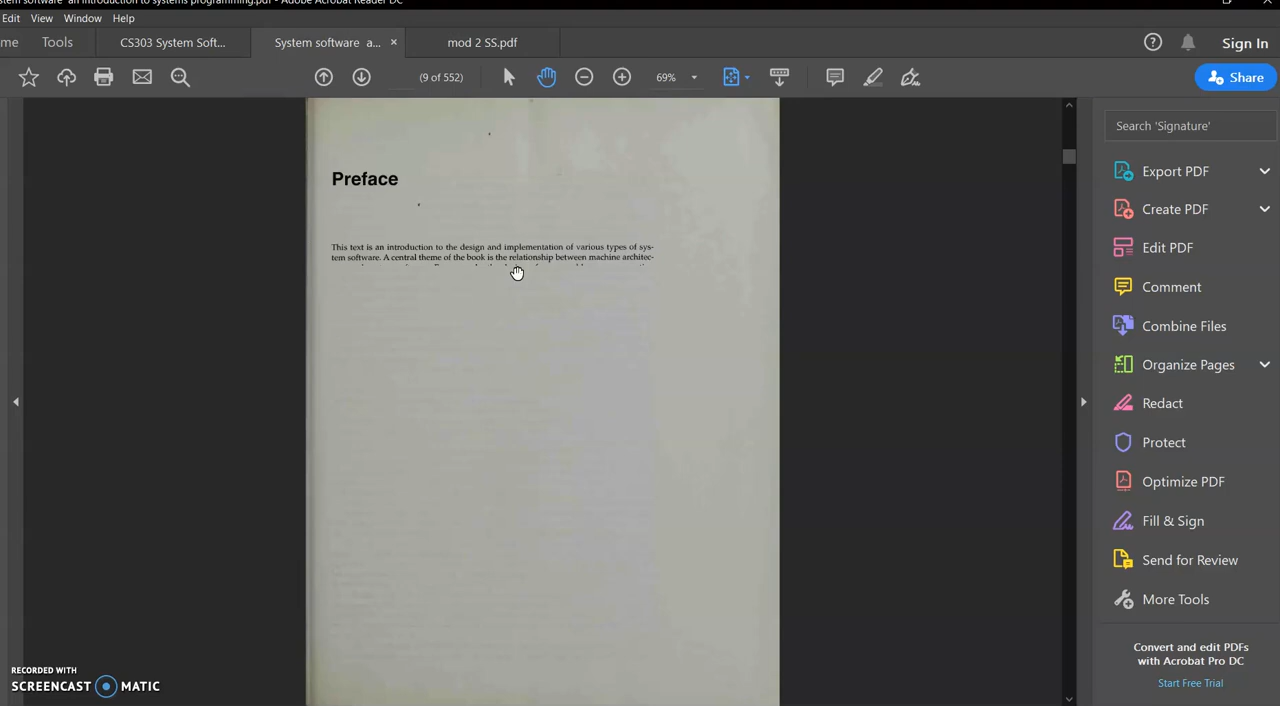 stem software an introduction to systems programming.pdf - Adobe Acrobat Reader DC
Edit View Window Help
me Tools CS303 System Soft... System software a... × mod 2 SS.pdf Sign In
(9 of 552) 69% Share
Search 'Signature'
Preface
This text is an introduction to the design and implementation of various types of sys-
tem software. A central theme of the book is the relationship between machine architec-
Export PDF
Create PDF
Edit PDF
Comment
Combine Files
Organize Pages
Redact
Protect
Optimize PDF
Fill & Sign
Send for Review
More Tools
Convert and edit PDFs
with Acrobat Pro DC
Start Free Trial
RECORDED WITH
SCREENCAST MATIC